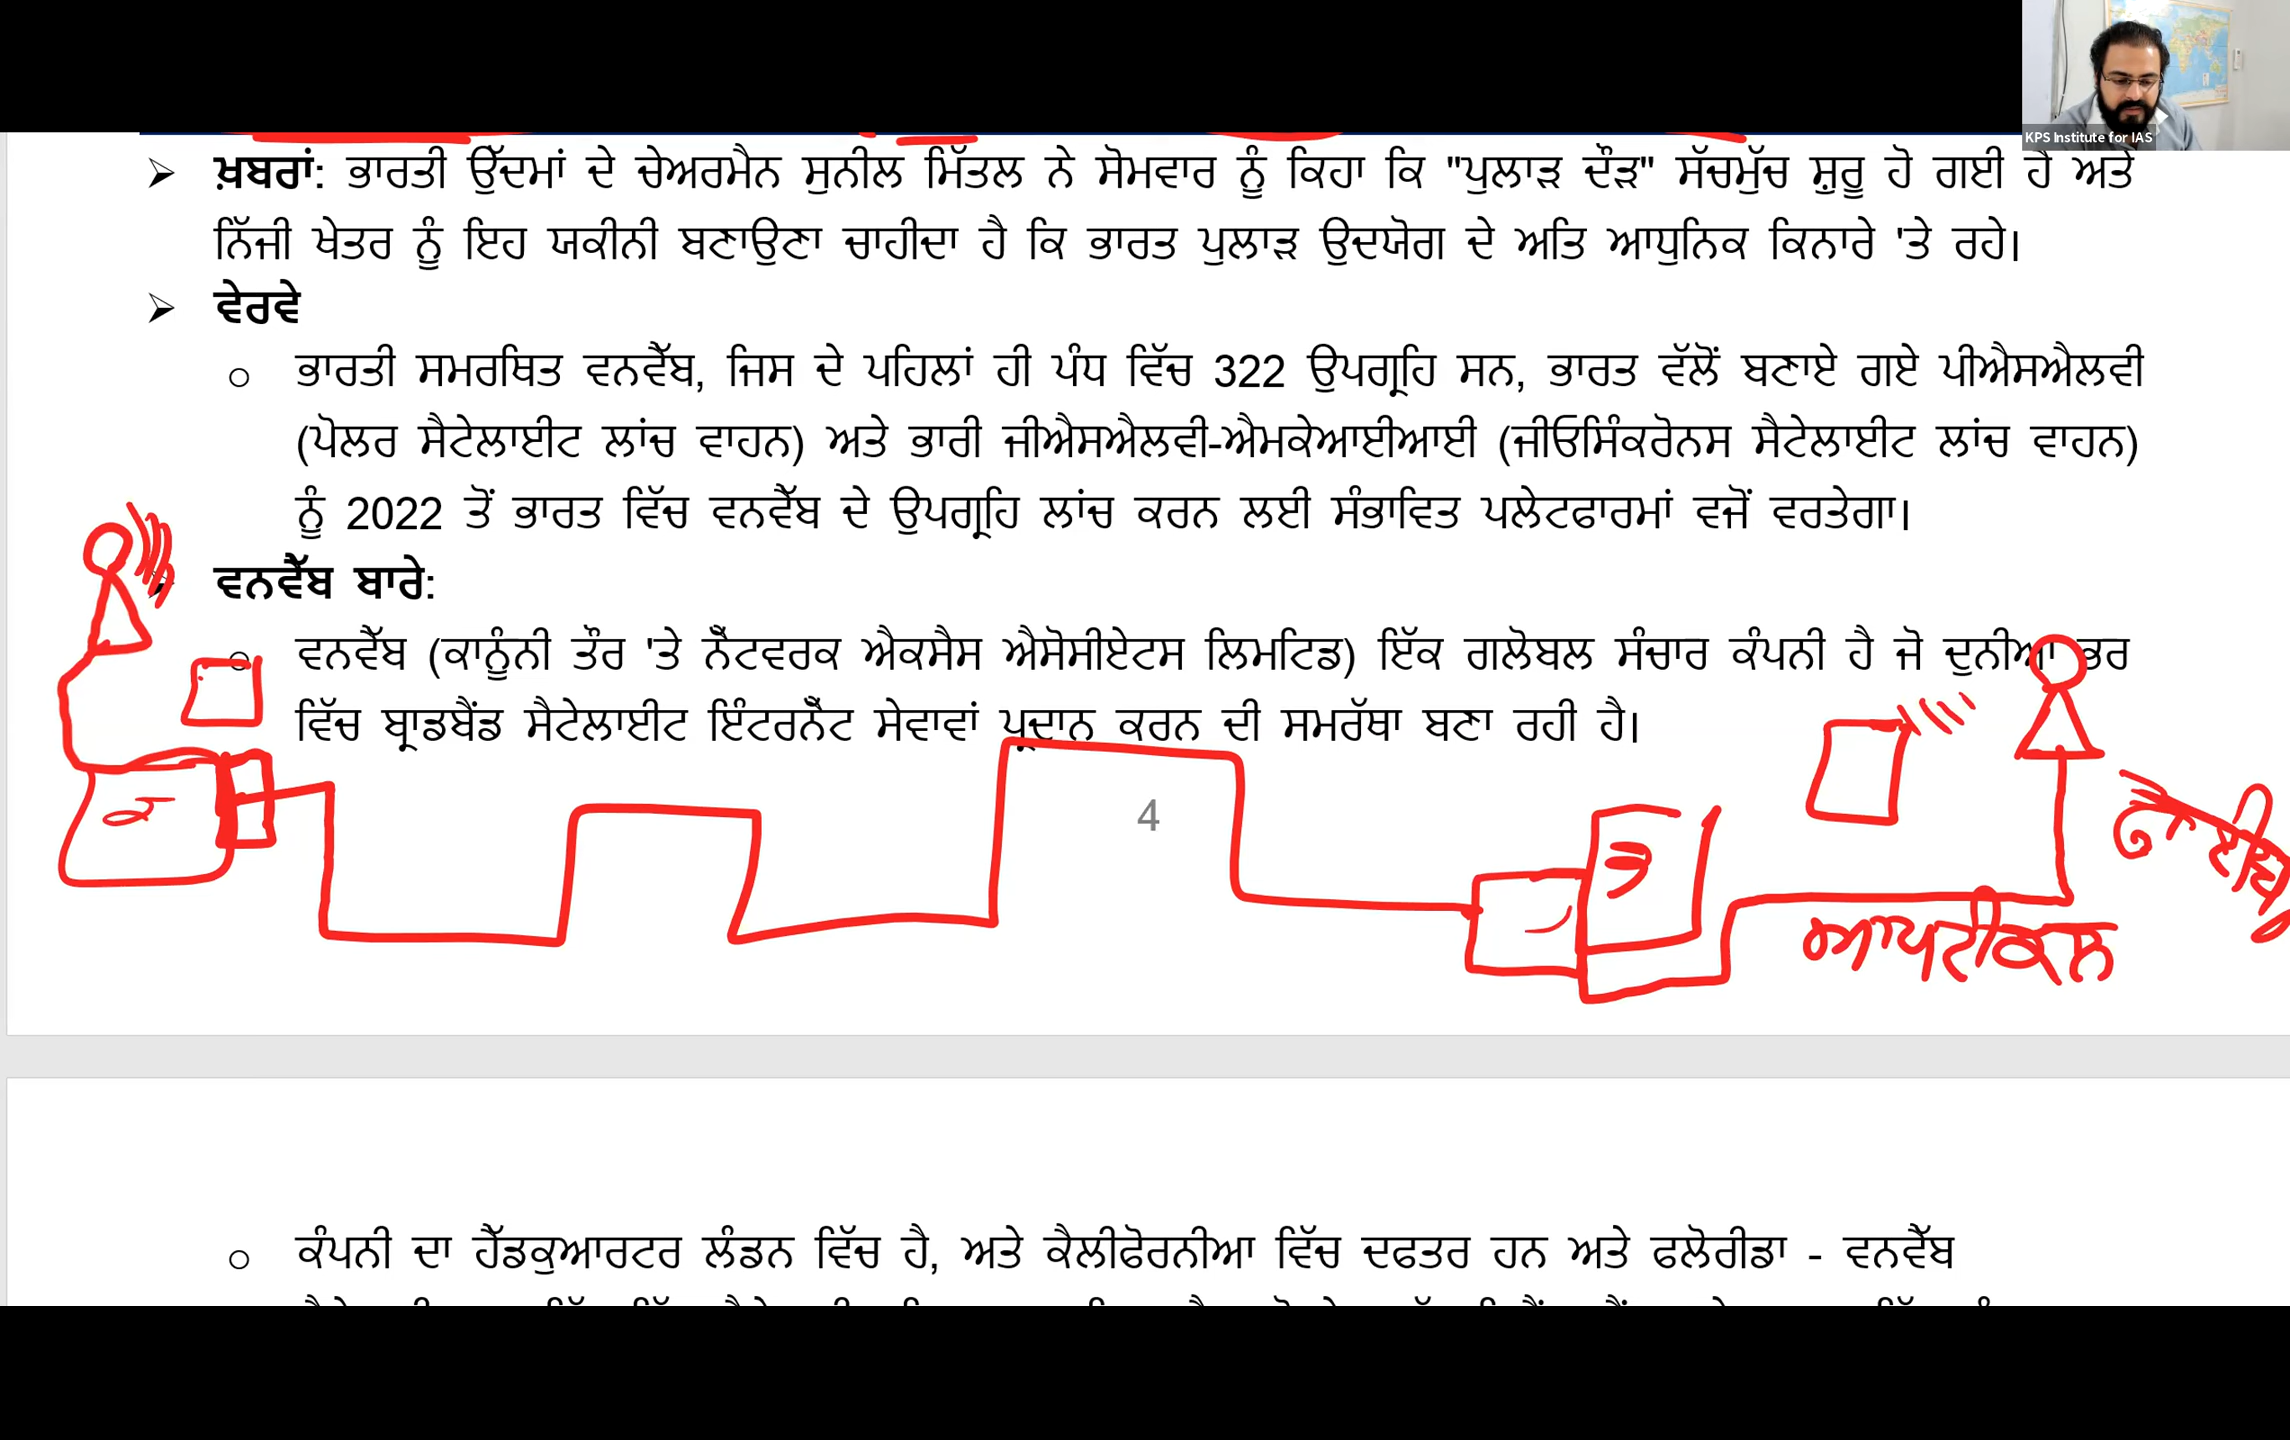 KPS Institute for IAS
➢ ਖ਼ਬਰਾਂ: ਭਾਰਤੀ ਉੱਦਮਾਂ ਦੇ ਚੇਅਰਮੈਨ ਸੁਨੀਲ ਮਿੱਤਲ ਨੇ ਸੋਮਵਾਰ ਨੂੰ ਕਿਹਾ ਕਿ "ਪੁਲਾੜ ਦੌੜ" ਸੱਚਮੁੱਚ ਸ਼ੁਰੂ ਹੋ ਗਈ ਹੈ ਅਤੇ
ਨਿੱਜੀ ਖੇਤਰ ਨੂੰ ਇਹ ਯਕੀਨੀ ਬਣਾਉਣਾ ਚਾਹੀਦਾ ਹੈ ਕਿ ਭਾਰਤ ਪੁਲਾੜ ਉਦਯੋਗ ਦੇ ਅਤਿ ਆਧੁਨਿਕ ਕਿਨਾਰੇ 'ਤੇ ਰਹੇ।
➢ ਵੇਰਵੇ
o ਭਾਰਤੀ ਸਮਰਥਿਤ ਵਨਵੈੱਬ, ਜਿਸ ਦੇ ਪਹਿਲਾਂ ਹੀ ਪੰਧ ਵਿੱਚ 322 ਉਪਗ੍ਰਹਿ ਸਨ, ਭਾਰਤ ਵੱਲੋਂ ਬਣਾਏ ਗਏ ਪੀਐਸਐਲਵੀ
(ਪੋਲਰ ਸੈਟੇਲਾਈਟ ਲਾਂਚ ਵਾਹਨ) ਅਤੇ ਭਾਰੀ ਜੀਐਸਐਲਵੀ-ਐਮਕੇਆਈਆਈ (ਜੀਓਸਿੰਕਰੋਨਸ ਸੈਟੇਲਾਈਟ ਲਾਂਚ ਵਾਹਨ)
ਨੂੰ 2022 ਤੋਂ ਭਾਰਤ ਵਿੱਚ ਵਨਵੈੱਬ ਦੇ ਉਪਗ੍ਰਹਿ ਲਾਂਚ ਕਰਨ ਲਈ ਸੰਭਾਵਿਤ ਪਲੇਟਫਾਰਮਾਂ ਵਜੋਂ ਵਰਤੇਗਾ।
➢ ਵਨਵੈੱਬ ਬਾਰੇ:
o ਵਨਵੈੱਬ (ਕਾਨੂੰਨੀ ਤੌਰ 'ਤੇ ਨੈੱਟਵਰਕ ਐਕਸੈਸ ਐਸੋਸੀਏਟਸ ਲਿਮਟਿਡ) ਇੱਕ ਗਲੋਬਲ ਸੰਚਾਰ ਕੰਪਨੀ ਹੈ ਜੋ ਦੁਨੀਆ ਭਰ
ਵਿੱਚ ਬ੍ਰਾਡਬੈਂਡ ਸੈਟੇਲਾਈਟ ਇੰਟਰਨੈੱਟ ਸੇਵਾਵਾਂ ਪ੍ਰਦਾਨ ਕਰਨ ਦੀ ਸਮਰੱਥਾ ਬਣਾ ਰਹੀ ਹੈ।
4
ਆਪਟੀਕਲ
o ਕੰਪਨੀ ਦਾ ਹੈੱਡਕੁਆਰਟਰ ਲੰਡਨ ਵਿੱਚ ਹੈ, ਅਤੇ ਕੈਲੀਫੋਰਨੀਆ ਵਿੱਚ ਦਫਤਰ ਹਨ ਅਤੇ ਫਲੋਰੀਡਾ - ਵਨਵੈੱਬ